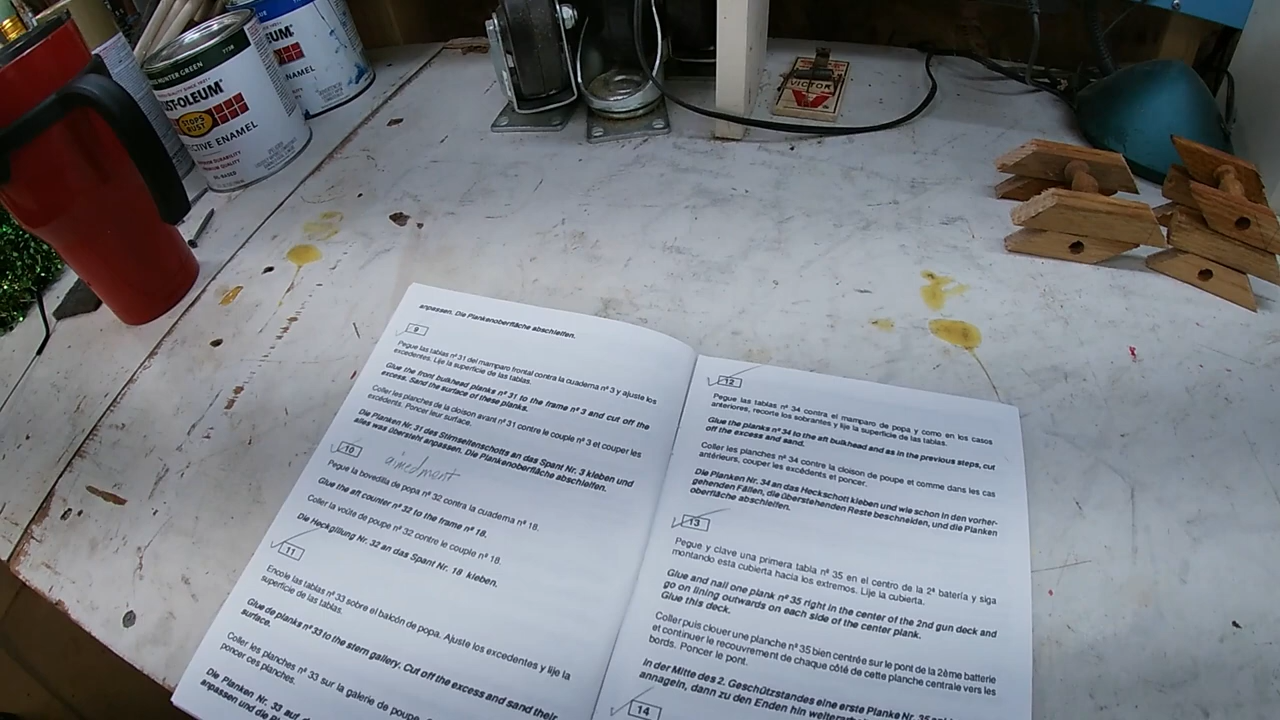 HUNTER GREEN
RUST-OLEUM
STOPS RUST
ENAMEL
VICTOR
anpassen. Die Plankenoberfläche abschleifen.
9
Pegue las tablas nº 31 del mamparo frontal contra la cuaderna nº 3 y ajuste los
excedentes. Lije la superficie de las tablas.
Glue the front bulkhead planks nº 31 to the frame nº 3 and cut off the
excess. Sand the surface of these planks.
Coller les planches de la cloison avant nº 31 contre le couple nº 3 et couper les
excédents. Poncer leur surface.
Die Planken Nr. 31 des Stirnseitenschotts an das Spant Nr. 3 kleben und
alles was übersteht anpassen. Die Plankenoberfläche abschleifen.
10
Pegue la bovedilla de popa nº 32 contra la cuaderna nº 18.
Glue the aft counter nº 32 to the frame nº 18.
Coller la voûte de poupe nº 32 contre le couple nº 18.
Die Heckgillung Nr. 32 an das Spant Nr. 18 kleben.
11
Encole las tablas nº 33 sobre el balcón de popa. Ajuste los excedentes y lije la
superficie de las tablas.
Glue de planks nº 33 to the stern gallery. Cut off the excess and sand their
surface.
Coller les planches nº 33 sur la galerie de poupe.
poncer ces planches.
Die Planken Nr. 33 auf
anpassen und die
12
Pegue las tablas nº 34 contra el mamparo de popa y como en los casos
anteriores, recorte los sobrantes y lije la superficie de las tablas.
Glue the planks nº 34 to the aft bulkhead and as in the previous steps, cut
off the excess and sand.
Coller les planches nº 34 contre la cloison de poupe et comme dans les cas
antérieurs, couper les excédents et poncer.
Die Planken Nr. 34 an das Heckschott kleben und wie schon in den vorher-
gehenden Fällen, die überstehenden Reste beschneiden, und die Planken
oberfläche abschleifen.
13
Pegue y clave una primera tabla nº 35 en el centro de la 2ª batería y siga
montando esta cubierta hacia los extremos. Lije la cubierta.
Glue and nail one plank nº 35 right in the center of the 2nd gun deck and
go on lining outwards on each side of the center plank.
Glue this deck.
Coller puis clouer une planche nº 35 bien centrée sur le pont de la 2ème batterie
et continuer le recouvrement de chaque côté de cette planche centrale vers les
bords. Poncer le pont.
In der Mitte des 2. Geschützstandes eine erste Planke Nr. 35
annageln, dann zu den Enden hin
14